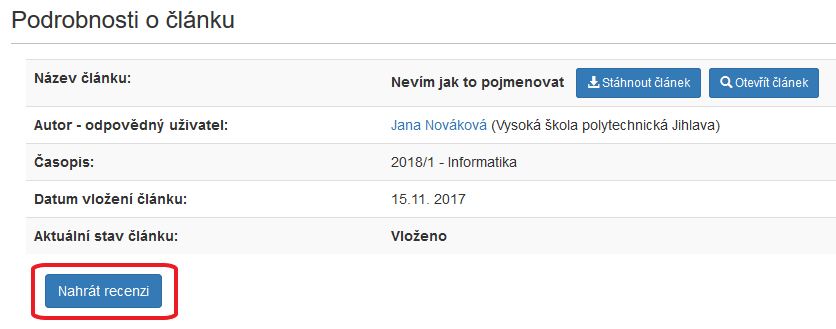 Podrobnosti o článku
Název článku: Nevím jak to pojmenovat Stáhnout článek Otevřít článek
Autor - odpovědný uživatel: Jana Nováková (Vysoká škola polytechnická Jihlava)
Časopis: 2018/1 - Informatika
Datum vložení článku: 15.11. 2017
Aktuální stav článku: Vloženo
Nahrát recenzi